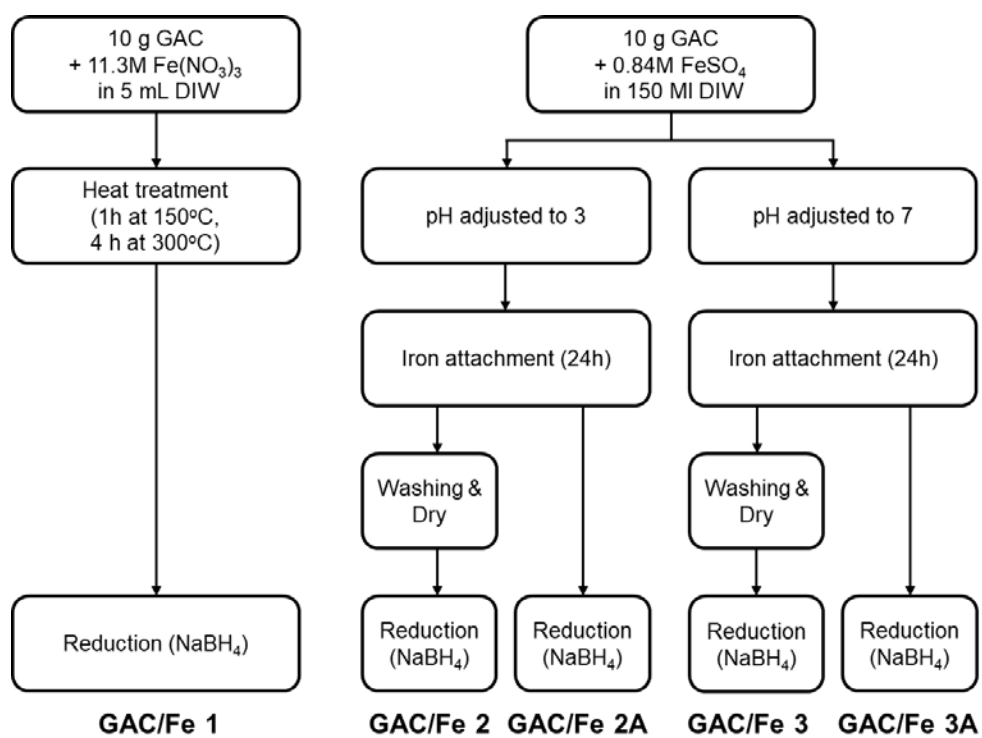 10 g GAC
+ 11.3M Fe(NO₃)₃
in 5 mL DIW
10 g GAC
+ 0.84M FeSO₄
in 150 Ml DIW
Heat treatment
(1h at 150ºC,
4 h at 300ºC)
pH adjusted to 3
pH adjusted to 7
Iron attachment (24h)
Iron attachment (24h)
Washing &
Dry
Washing &
Dry
Reduction (NaBH₄)
Reduction
(NaBH₄)
Reduction
(NaBH₄)
Reduction
(NaBH₄)
Reduction
(NaBH₄)
GAC/Fe 1
GAC/Fe 2
GAC/Fe 2A
GAC/Fe 3
GAC/Fe 3A